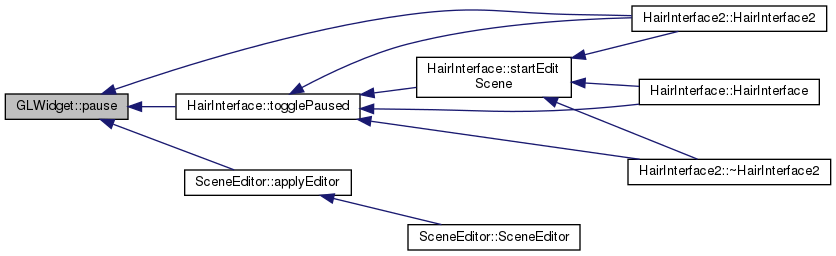 HairInterface2::HairInterface2
HairInterface::startEdit
Scene
HairInterface::HairInterface
GLWidget::pause
HairInterface::togglePaused
HairInterface2::~HairInterface2
SceneEditor::applyEditor
SceneEditor::SceneEditor